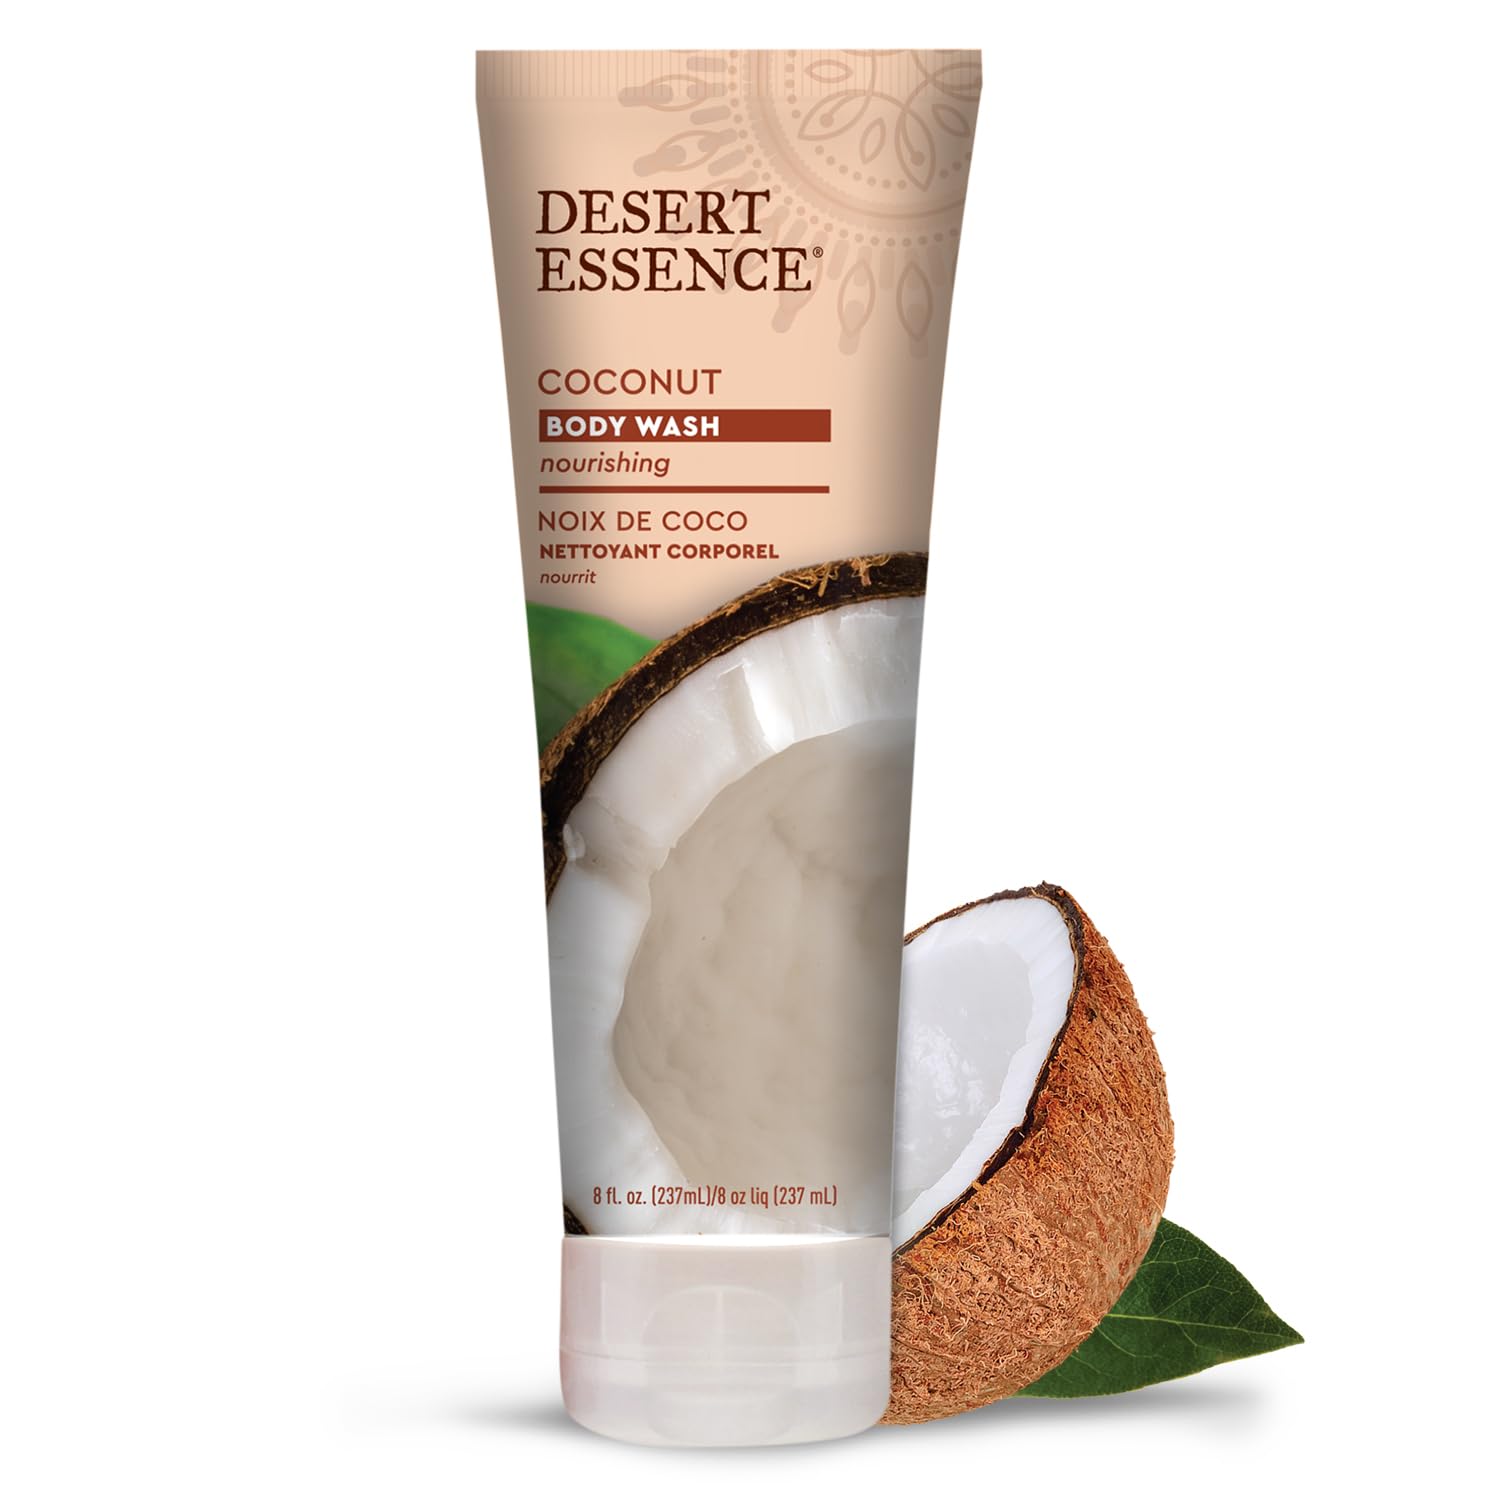 DESERT
ESSENCE®
COCONUT
BODY WASH
nourishing
NOIX DE COCO
NETTOYANT CORPOREL
nourrit
8 fl. oz. (237mL)/8 oz liq (237 mL)